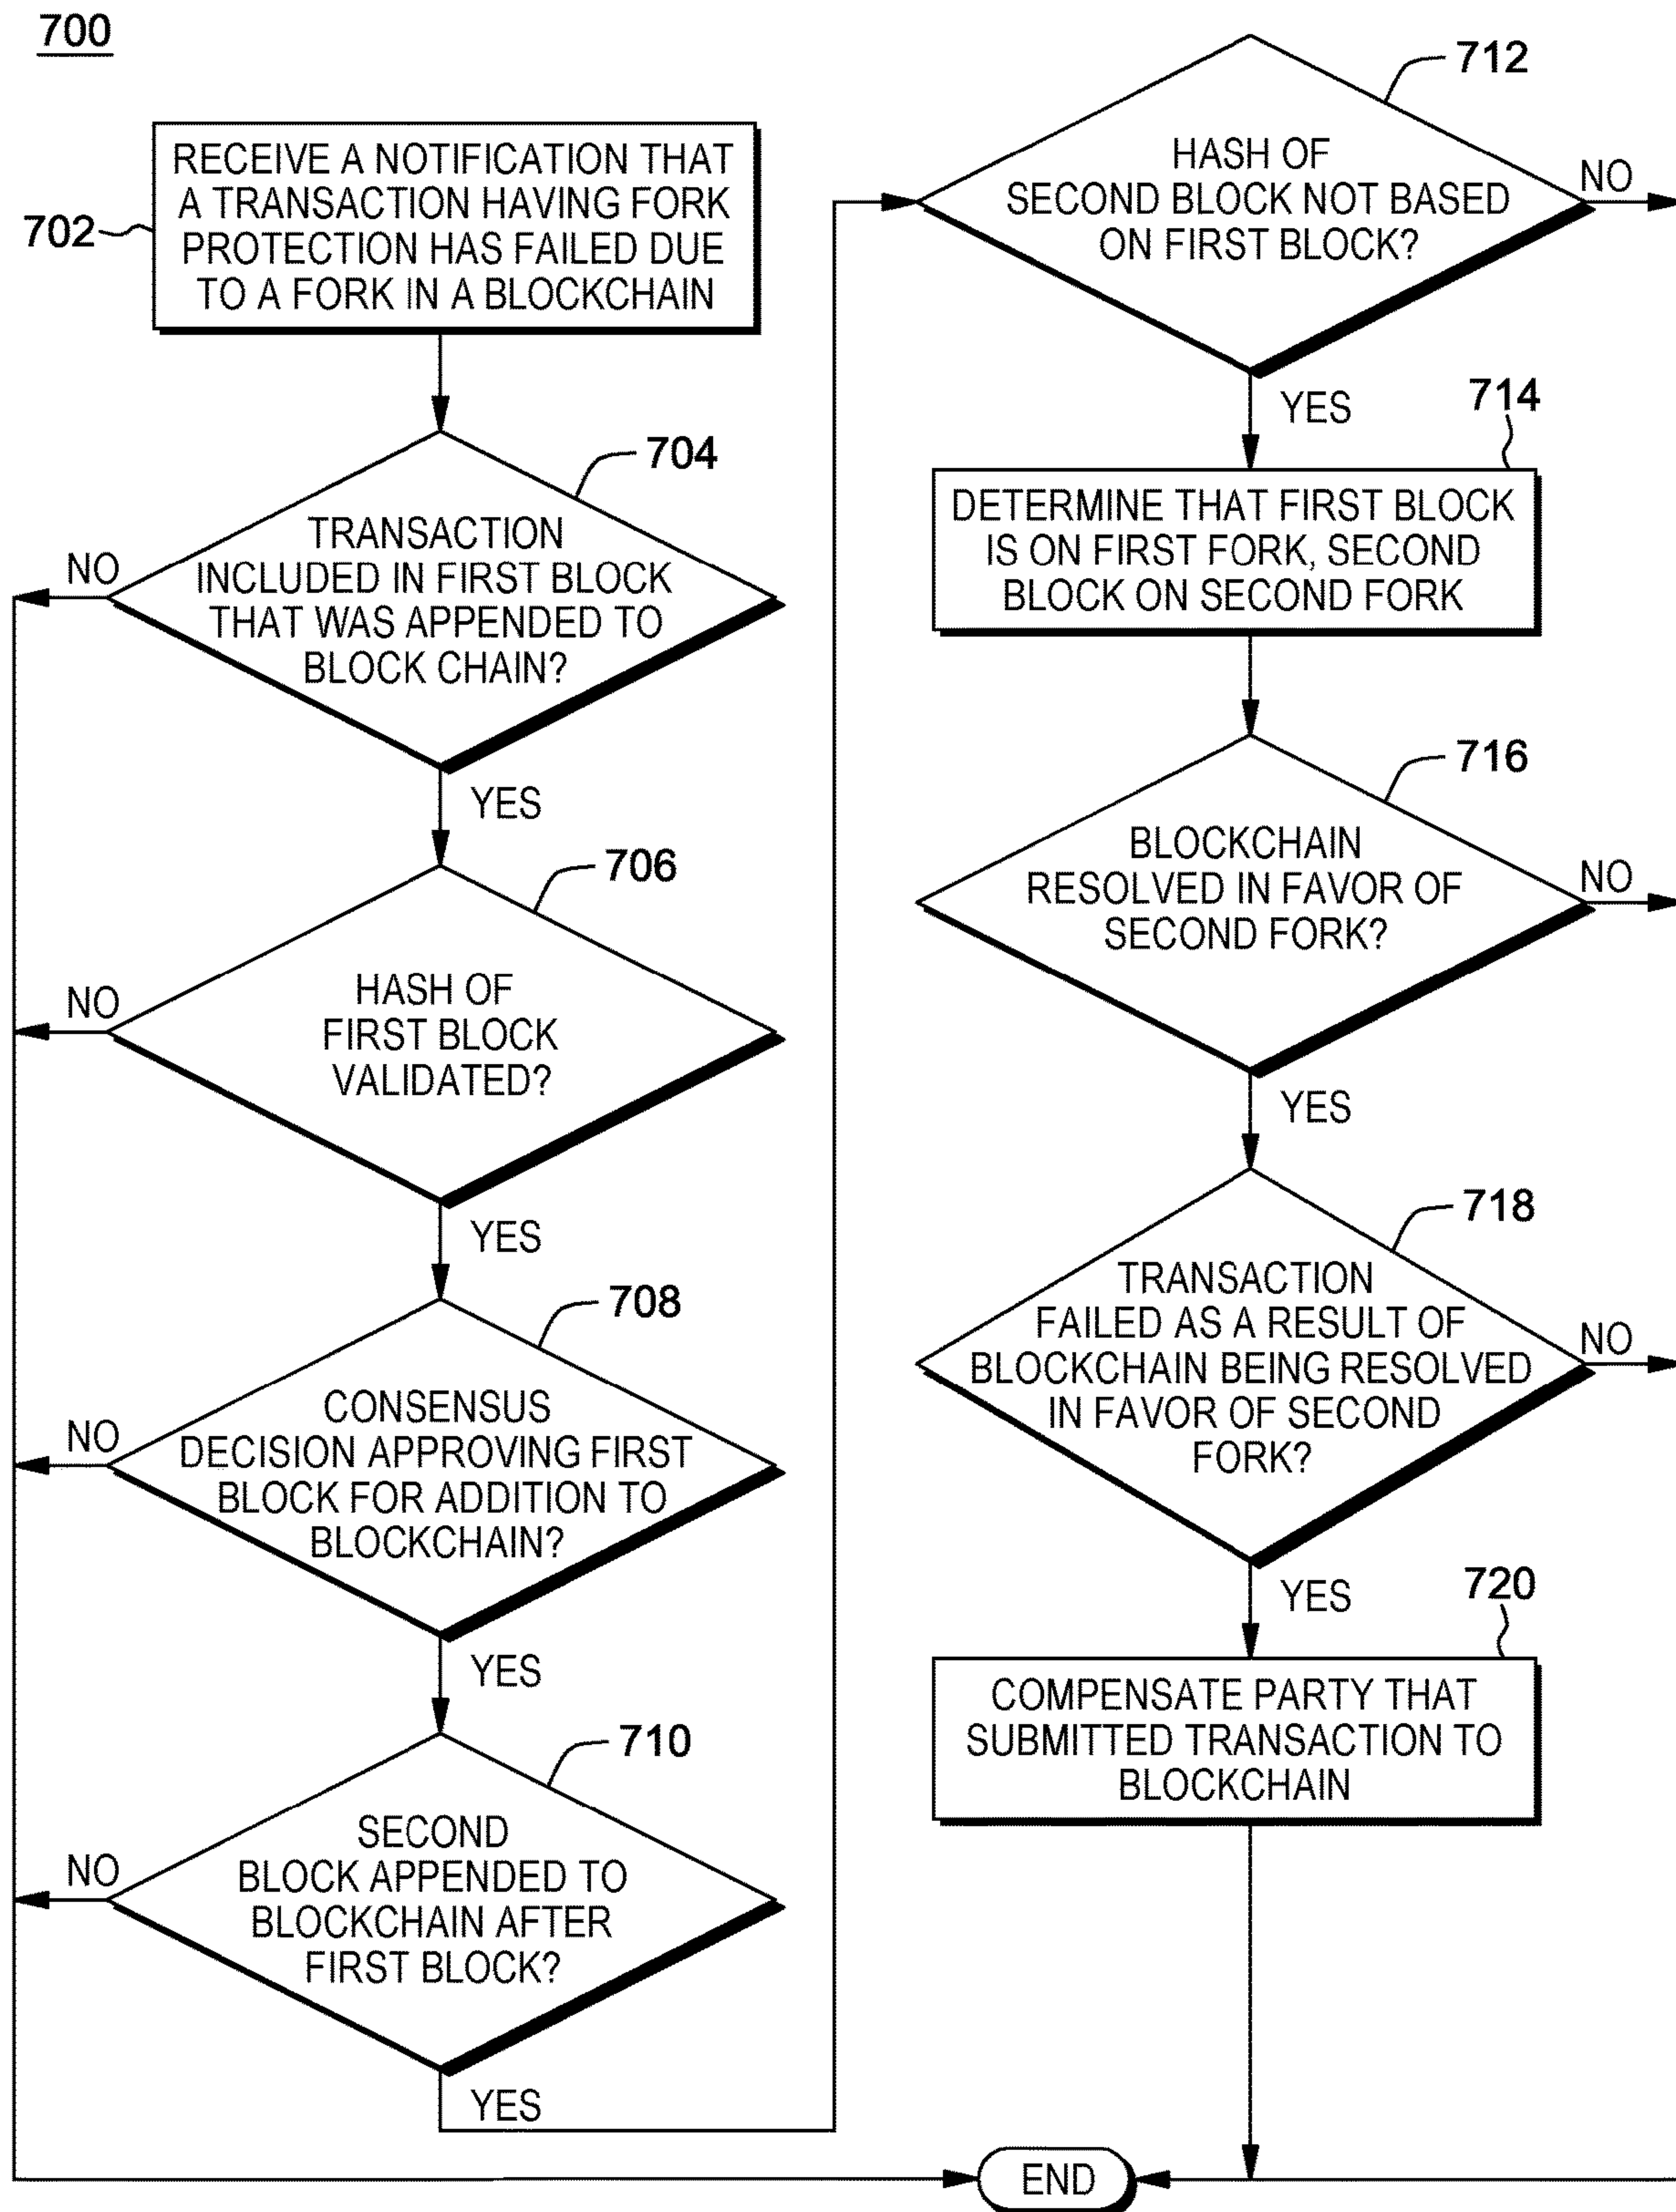 700
702
RECEIVE A NOTIFICATION THAT
A TRANSACTION HAVING FORK
PROTECTION HAS FAILED DUE
TO A FORK IN A BLOCKCHAIN
704
TRANSACTION
INCLUDED IN FIRST BLOCK
THAT WAS APPENDED TO
BLOCK CHAIN?
NO
YES
706
HASH OF
FIRST BLOCK
VALIDATED?
NO
YES
708
CONSENSUS
DECISION APPROVING FIRST
BLOCK FOR ADDITION TO
BLOCKCHAIN?
NO
YES
710
SECOND
BLOCK APPENDED TO
BLOCKCHAIN AFTER
FIRST BLOCK?
NO
YES
712
HASH OF
SECOND BLOCK NOT BASED
ON FIRST BLOCK?
NO
YES
714
DETERMINE THAT FIRST BLOCK
IS ON FIRST FORK, SECOND
BLOCK ON SECOND FORK
716
BLOCKCHAIN
RESOLVED IN FAVOR OF
SECOND FORK?
NO
YES
718
TRANSACTION
FAILED AS A RESULT OF
BLOCKCHAIN BEING RESOLVED
IN FAVOR OF SECOND
FORK?
NO
YES
720
COMPENSATE PARTY THAT
SUBMITTED TRANSACTION TO
BLOCKCHAIN
END